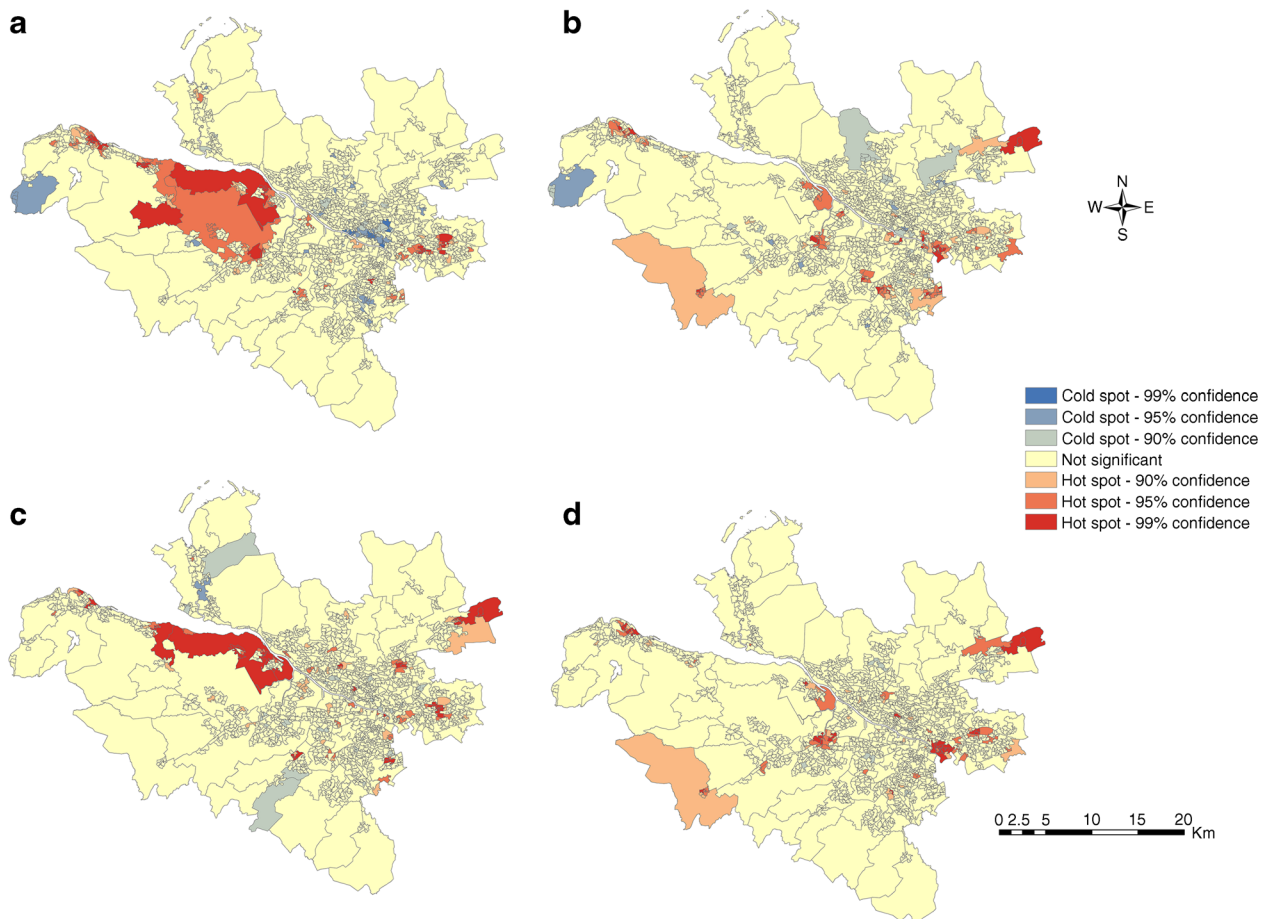 a
b
N
W E
S
Cold spot - 99% confidence
Cold spot - 95% confidence
Cold spot - 90% confidence
Not significant
Hot spot - 90% confidence
Hot spot - 95% confidence
Hot spot - 99% confidence
c
d
0 2.5 5 10 15 20
Km